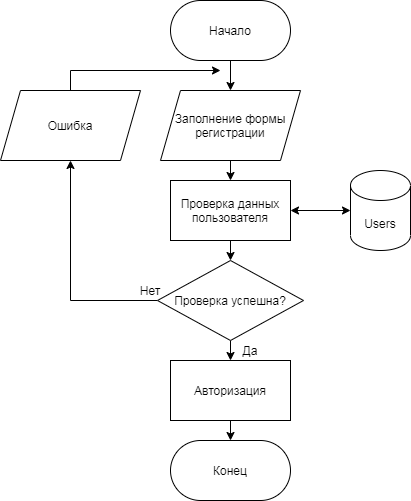 Начало
Ошибка
Заполнение формы
регистрации
Проверка данных
пользователя
Users
Нет
Проверка успешна?
Да
Авторизация
Конец